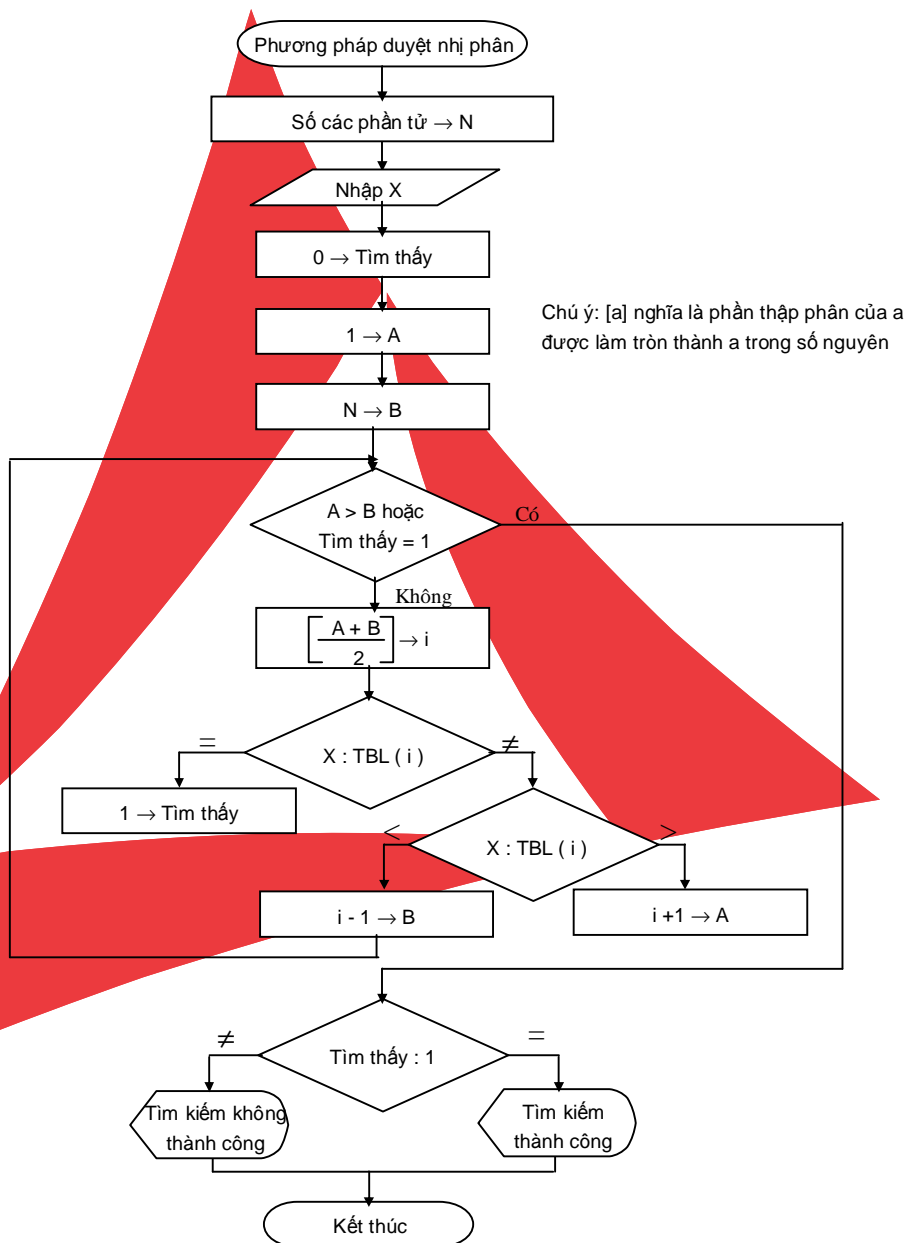 Phương pháp duyệt nhị phân
Số các phần tử → N
Nhập X
0 → Tìm thấy
Chú ý: [a] nghĩa là phần thập phân của a
được làm tròn thành a trong số nguyên
1 → A
N → B
A > B hoặc
Tìm thấy = 1
Có
Không
[(A + B)/2] → i
X : TBL ( i )
=
≠
1 → Tìm thấy
X : TBL ( i )
<
>
i - 1 → B
i +1 → A
Tìm thấy : 1
≠
=
Tìm kiếm không
thành công
Tìm kiếm
thành công
Kết thúc